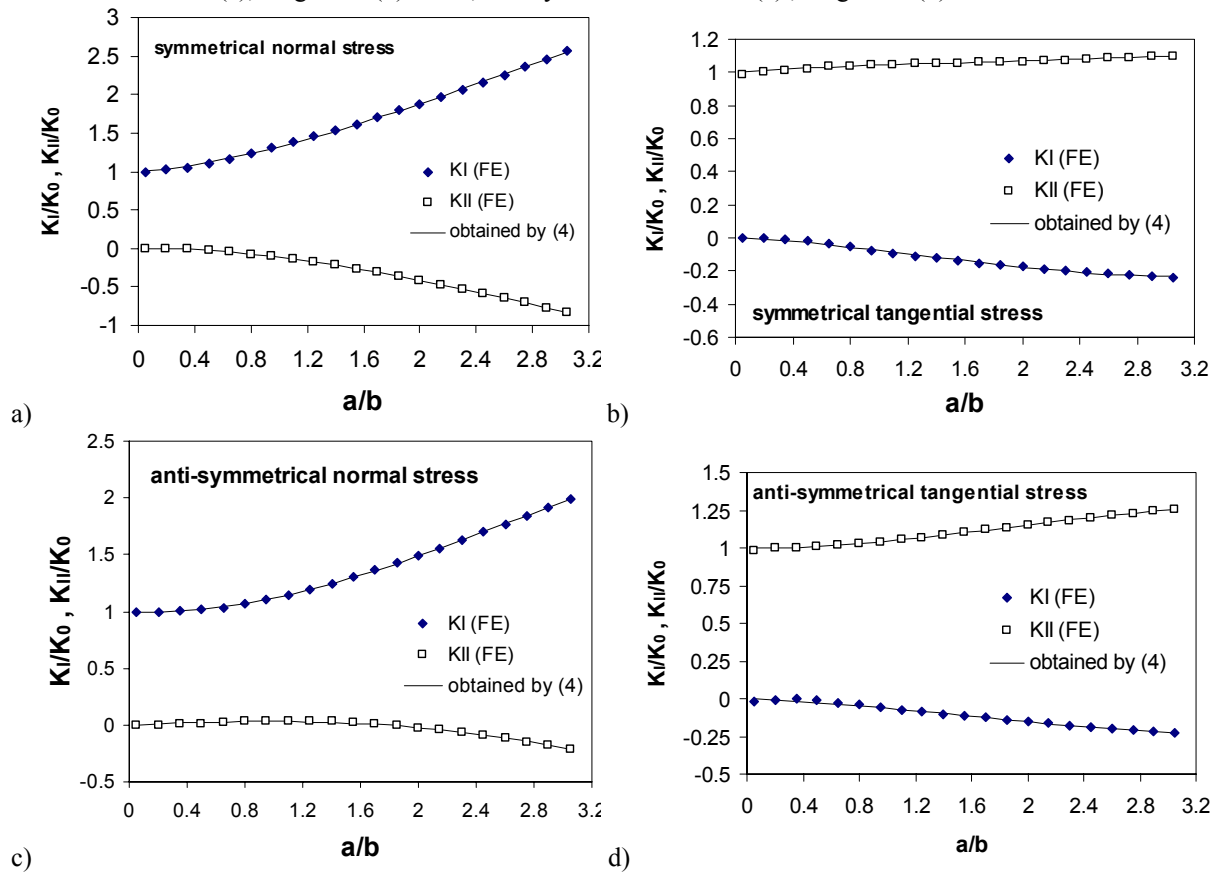 symmetrical normal stress
3
2.5
2
1.5
1
0.5
0
-0.5
-1
KI/K0 , KII/K0
KI (FE)
KII (FE)
obtained by (4)
0 0.4 0.8 1.2 1.6 2 2.4 2.8 3.2
a/b
a)
1.2
1
0.8
0.6
0.4
0.2
0
-0.2
-0.4
-0.6
KI/K0 , KII/K0
KI (FE)
KII (FE)
obtained by (4)
symmetrical tangential stress
0 0.4 0.8 1.2 1.6 2 2.4 2.8 3.2
a/b
b)
anti-symmetrical normal stress
2.5
2
1.5
1
0.5
0
-0.5
KI/K0 , KII/K0
KI (FE)
KII (FE)
obtained by (4)
0 0.4 0.8 1.2 1.6 2 2.4 2.8 3.2
a/b
c)
anti-symmetrical tangential stress
1.5
1.25
1
0.75
0.5
0.25
0
-0.25
-0.5
KI/K0 , KII/K0
KI (FE)
KII (FE)
obtained by (4)
0 0.4 0.8 1.2 1.6 2 2.4 2.8 3.2
a/b
d)